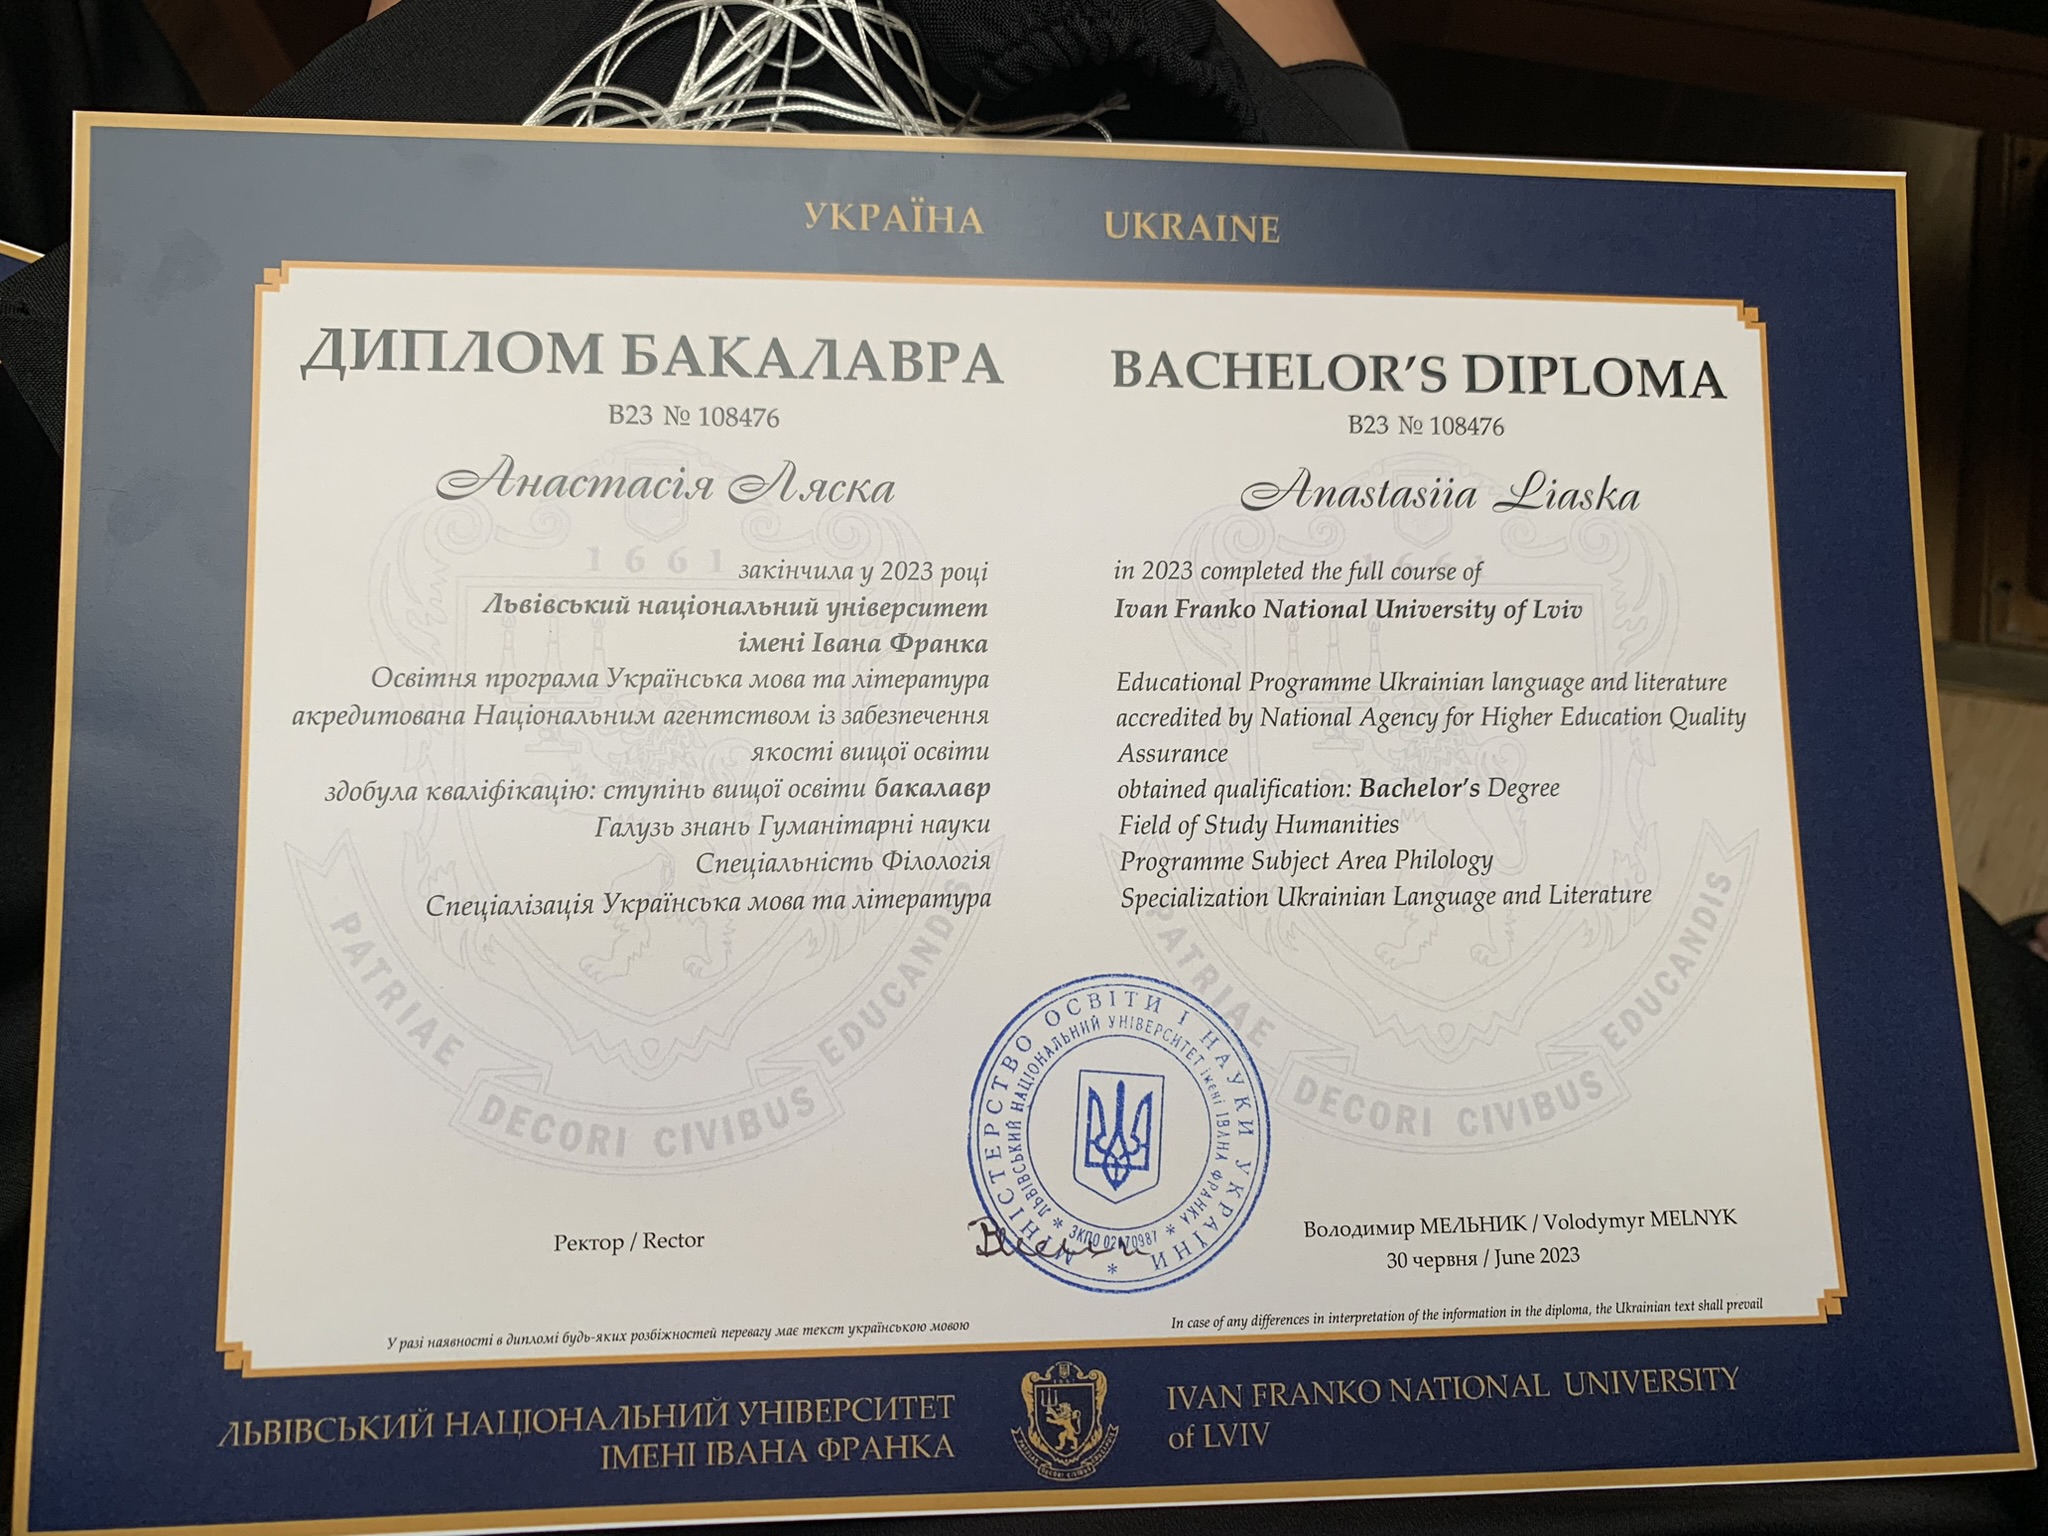 УКРАЇНА
UKRAINE
ДИПЛОМ БАКАЛАВРА
B23 № 108476
Анастасія Ляска
1661
закінчила у 2023 році
Львівський національний університет
імені Івана Франка
Освітня програма Українська мова та література
акредитована Національним агентством із забезпечення
якості вищої освіти
здобула кваліфікацію: ступінь вищої освіти бакалавр
Галузь знань Гуманітарні науки
Спеціальність Філологія
Спеціалізація Українська мова та література
PATRIAE DECORI CIVIBUS EDUCANDIS
Ректор / Rector
У разі наявності в дипломі будь-яких розбіжностей перевагу має текст українською мовою
BACHELOR'S DIPLOMA
B23 № 108476
Anastasiia Liaska
1661
in 2023 completed the full course of
Ivan Franko National University of Lviv
Educational Programme Ukrainian language and literature
accredited by National Agency for Higher Education Quality
Assurance
obtained qualification: Bachelor's Degree
Field of Study Humanities
Programme Subject Area Philology
Specialization Ukrainian Language and Literature
PATRIAE DECORI CIVIBUS EDUCANDIS
МІНІСТЕРСТВО ОСВІТИ І НАУКИ УКРАЇНИ *
* ЛЬВІВСЬКИЙ НАЦІОНАЛЬНИЙ УНІВЕРСИТЕТ імені ІВАНА ФРАНКА *
Володимир МЕЛЬНИК / Volodymyr MELNYK
30 червня / June 2023
In case of any differences in interpretation of the information in the diploma, the Ukrainian text shall prevail
ЛЬВІВСЬКИЙ НАЦІОНАЛЬНИЙ УНІВЕРСИТЕТ
ІМЕНІ ІВАНА ФРАНКА
IVAN FRANKO NATIONAL UNIVERSITY
of LVIV